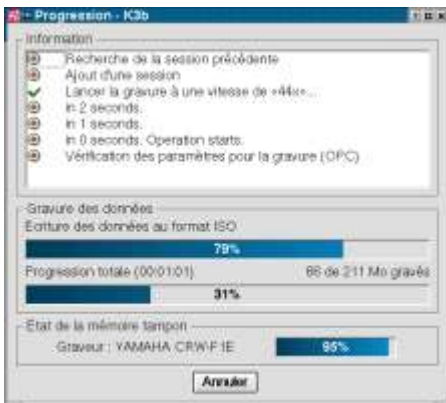 Progression - K3b
Information
Recherche de la session précédente
Ajout d'une session
Lancer la gravure à une vitesse de «44x»...
in 2 seconds.
in 1 seconds.
in 0 seconds. Operation starts.
Vérification des paramètres pour la gravure (OPC)
Gravure des données
Ecriture des données au format ISO
79%
Progression totale (00:01:01) 66 de 211 Mo gravés
31%
Etat de la mémoire tampon
Graveur : YAMAHA CRW-F1E 95%
Annuler